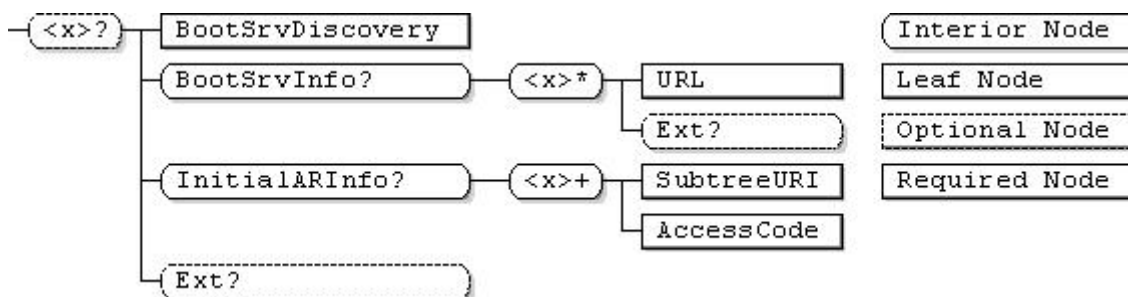 <x>? BootSrvDiscovery Interior Node
BootSrvInfo? <x>* URL Leaf Node
Ext? Optional Node
InitialARInfo? <x>+ SubtreeURI Required Node
AccessCode
Ext?